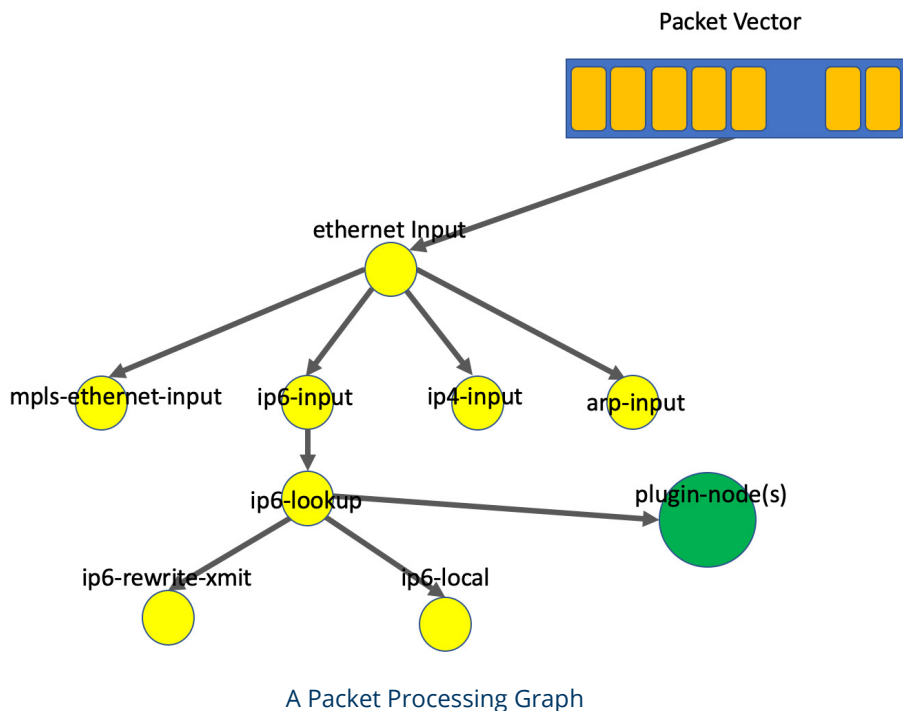 Packet Vector
ethernet Input
mpls-ethernet-input
ip6-input
ip4-input
arp-input
ip6-lookup
plugin-node(s)
ip6-rewrite-xmit
ip6-local
A Packet Processing Graph